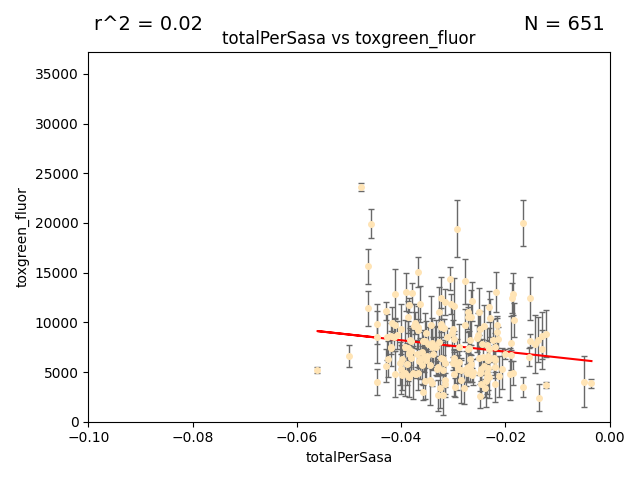 r^2 = 0.02
N = 651
totalPerSasa vs toxgreen_fluor
35000
30000
25000
20000
15000
10000
5000
0
toxgreen_fluor
−0.10
−0.08
−0.06
−0.04
−0.02
0.00
totalPerSasa